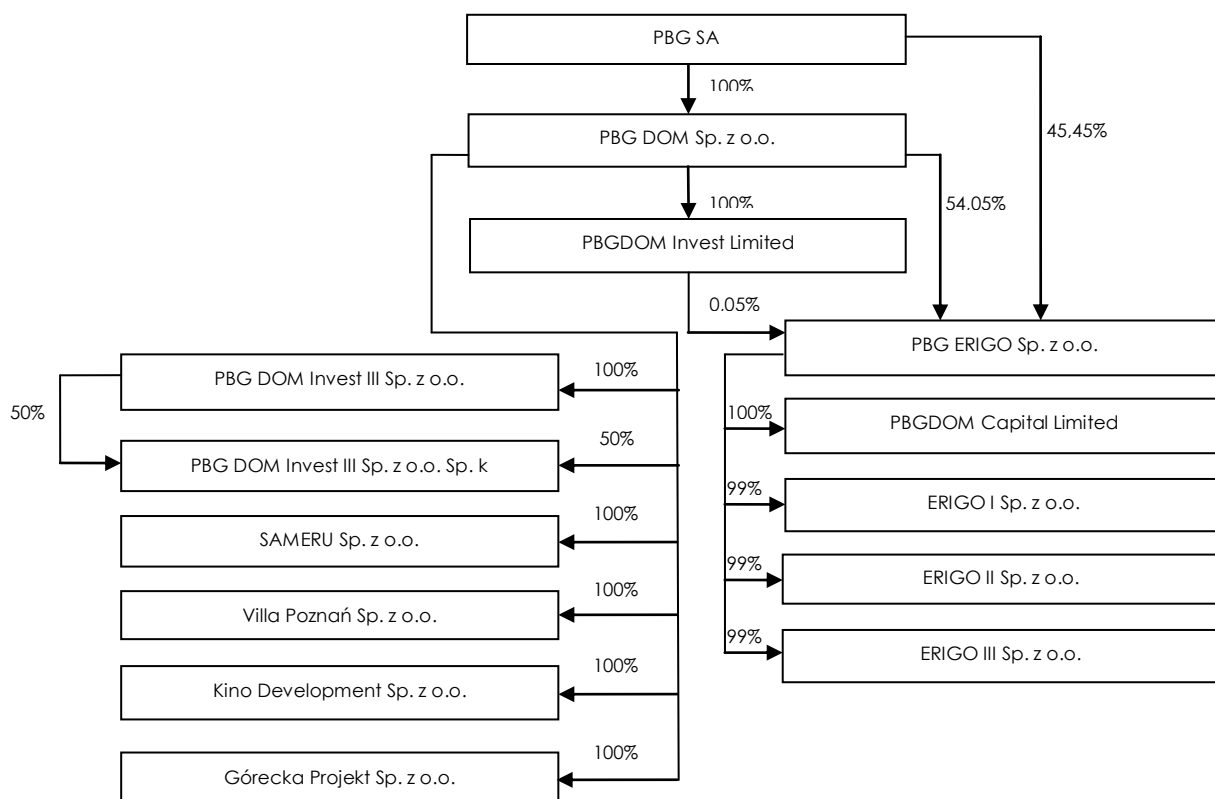 PBG SA
100%
45,45%
PBG DOM Sp. z o.o.
100%
54,05%
PBGDOM Invest Limited
0,05%
PBG ERIGO Sp. z o.o.
PBG DOM Invest III Sp. z o.o.
100%
50%
PBG DOM Invest III Sp. z o.o. Sp. k
50%
SAMERU Sp. z o.o.
100%
Villa Poznań Sp. z o.o.
100%
Kino Development Sp. z o.o.
100%
Górecka Projekt Sp. z o.o.
100%
100%
PBGDOM Capital Limited
99%
ERIGO I Sp. z o.o.
99%
ERIGO II Sp. z o.o.
99%
ERIGO III Sp. z o.o.